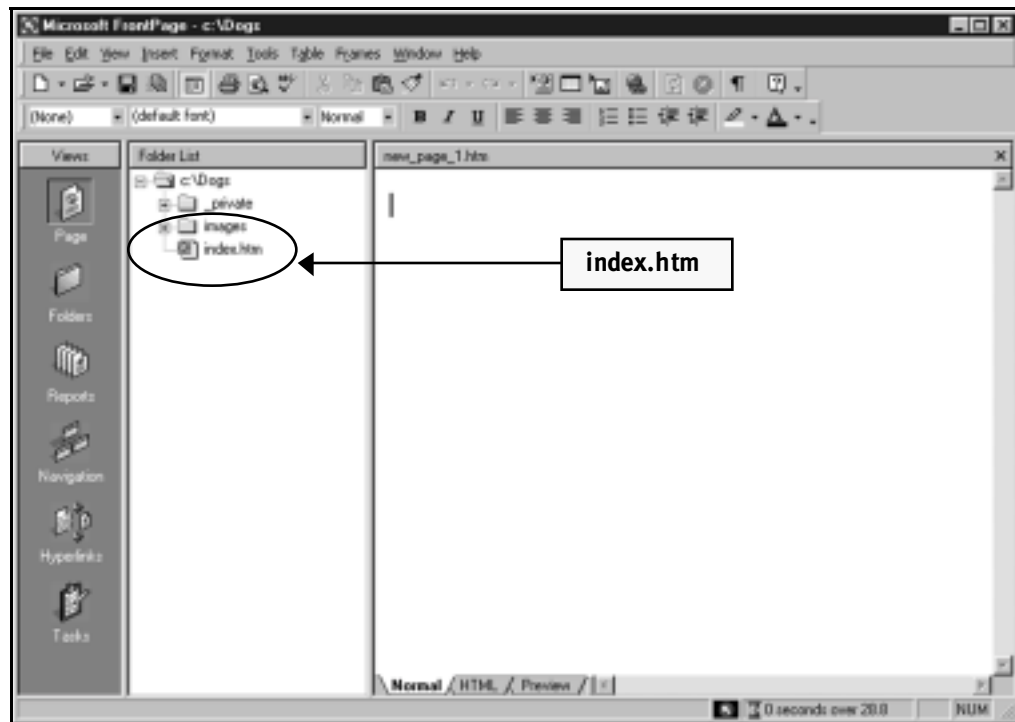 Microsoft FrontPage - c:\Dogs
File Edit View Insert Format Tools Table Frames Window Help
(None) (default font) Normal B I U A
Views
Folder List
new_page_1.htm
c:\Dogs
_private
images
index.htm
index.htm
Page
Folders
Reports
Navigation
Hyperlinks
Tasks
Normal HTML Preview
0 seconds over 28.8 NUM